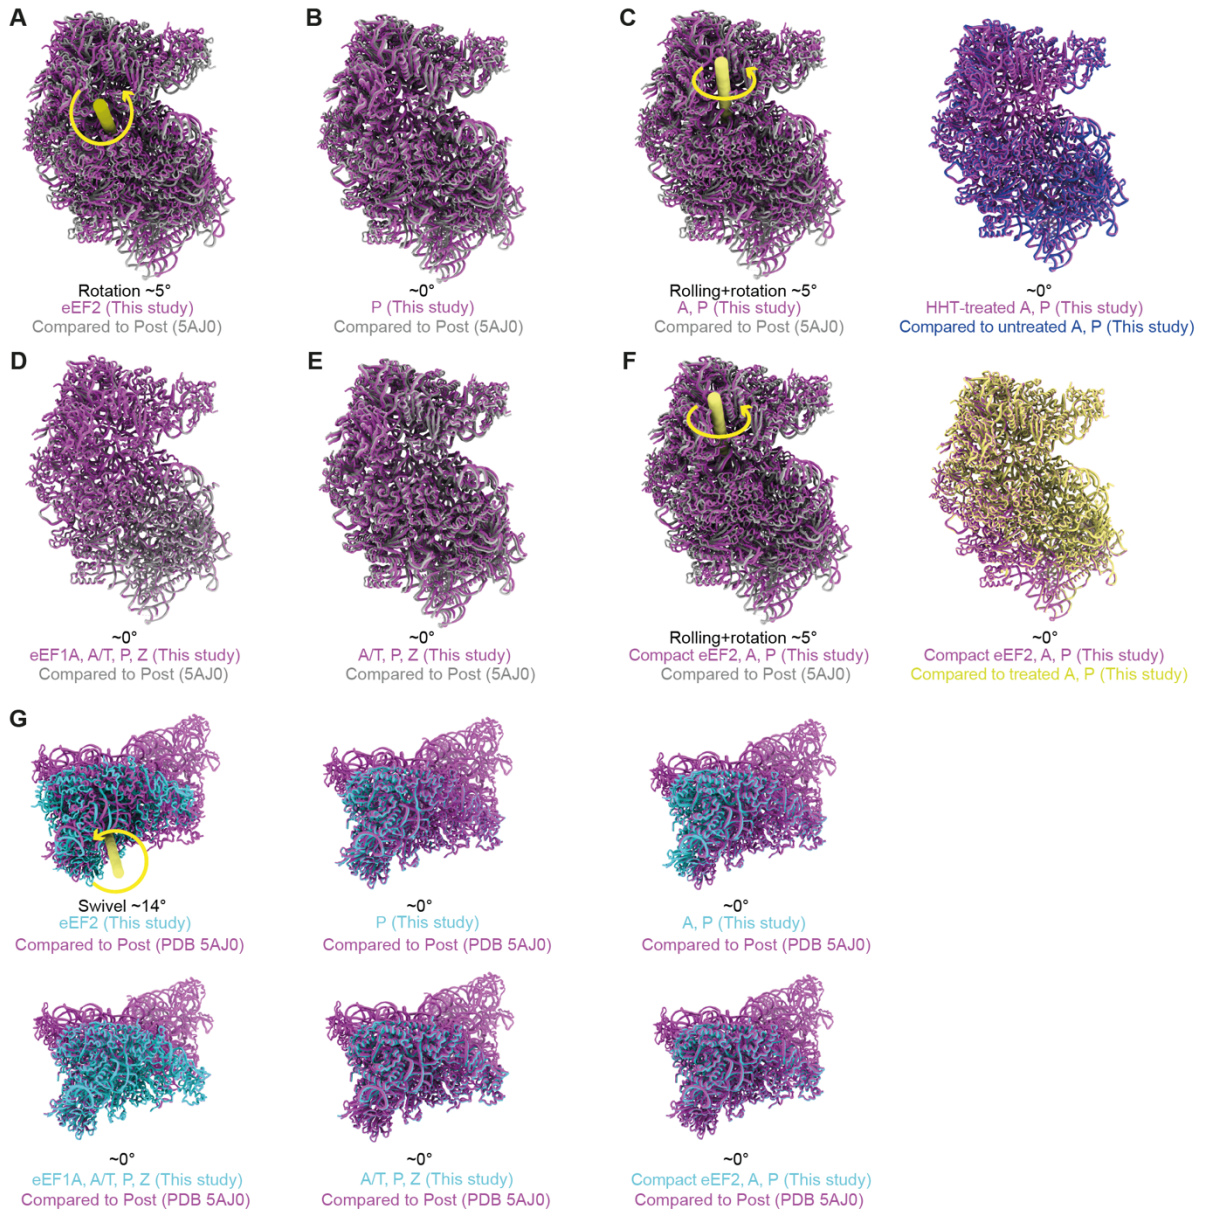 A
B
C
Rotation ~5°
eEF2 (This study)
Compared to Post (5AJ0)
~0°
P (This study)
Compared to Post (5AJ0)
Rolling+rotation ~5°
A, P (This study)
Compared to Post (5AJ0)
~0°
HHT-treated A, P (This study)
Compared to untreated A, P (This study)
D
E
F
~0°
eEF1A, A/T, P, Z (This study)
Compared to Post (5AJ0)
~0°
A/T, P, Z (This study)
Compared to Post (5AJ0)
Rolling+rotation ~5°
Compact eEF2, A, P (This study)
Compared to Post (5AJ0)
~0°
Compact eEF2, A, P (This study)
Compared to treated A, P (This study)
G
Swivel ~14°
eEF2 (This study)
Compared to Post (PDB 5AJ0)
~0°
P (This study)
Compared to Post (PDB 5AJ0)
~0°
A, P (This study)
Compared to Post (PDB 5AJ0)
~0°
eEF1A, A/T, P, Z (This study)
Compared to Post (PDB 5AJ0)
~0°
A/T, P, Z (This study)
Compared to Post (PDB 5AJ0)
~0°
Compact eEF2, A, P (This study)
Compared to Post (PDB 5AJ0)